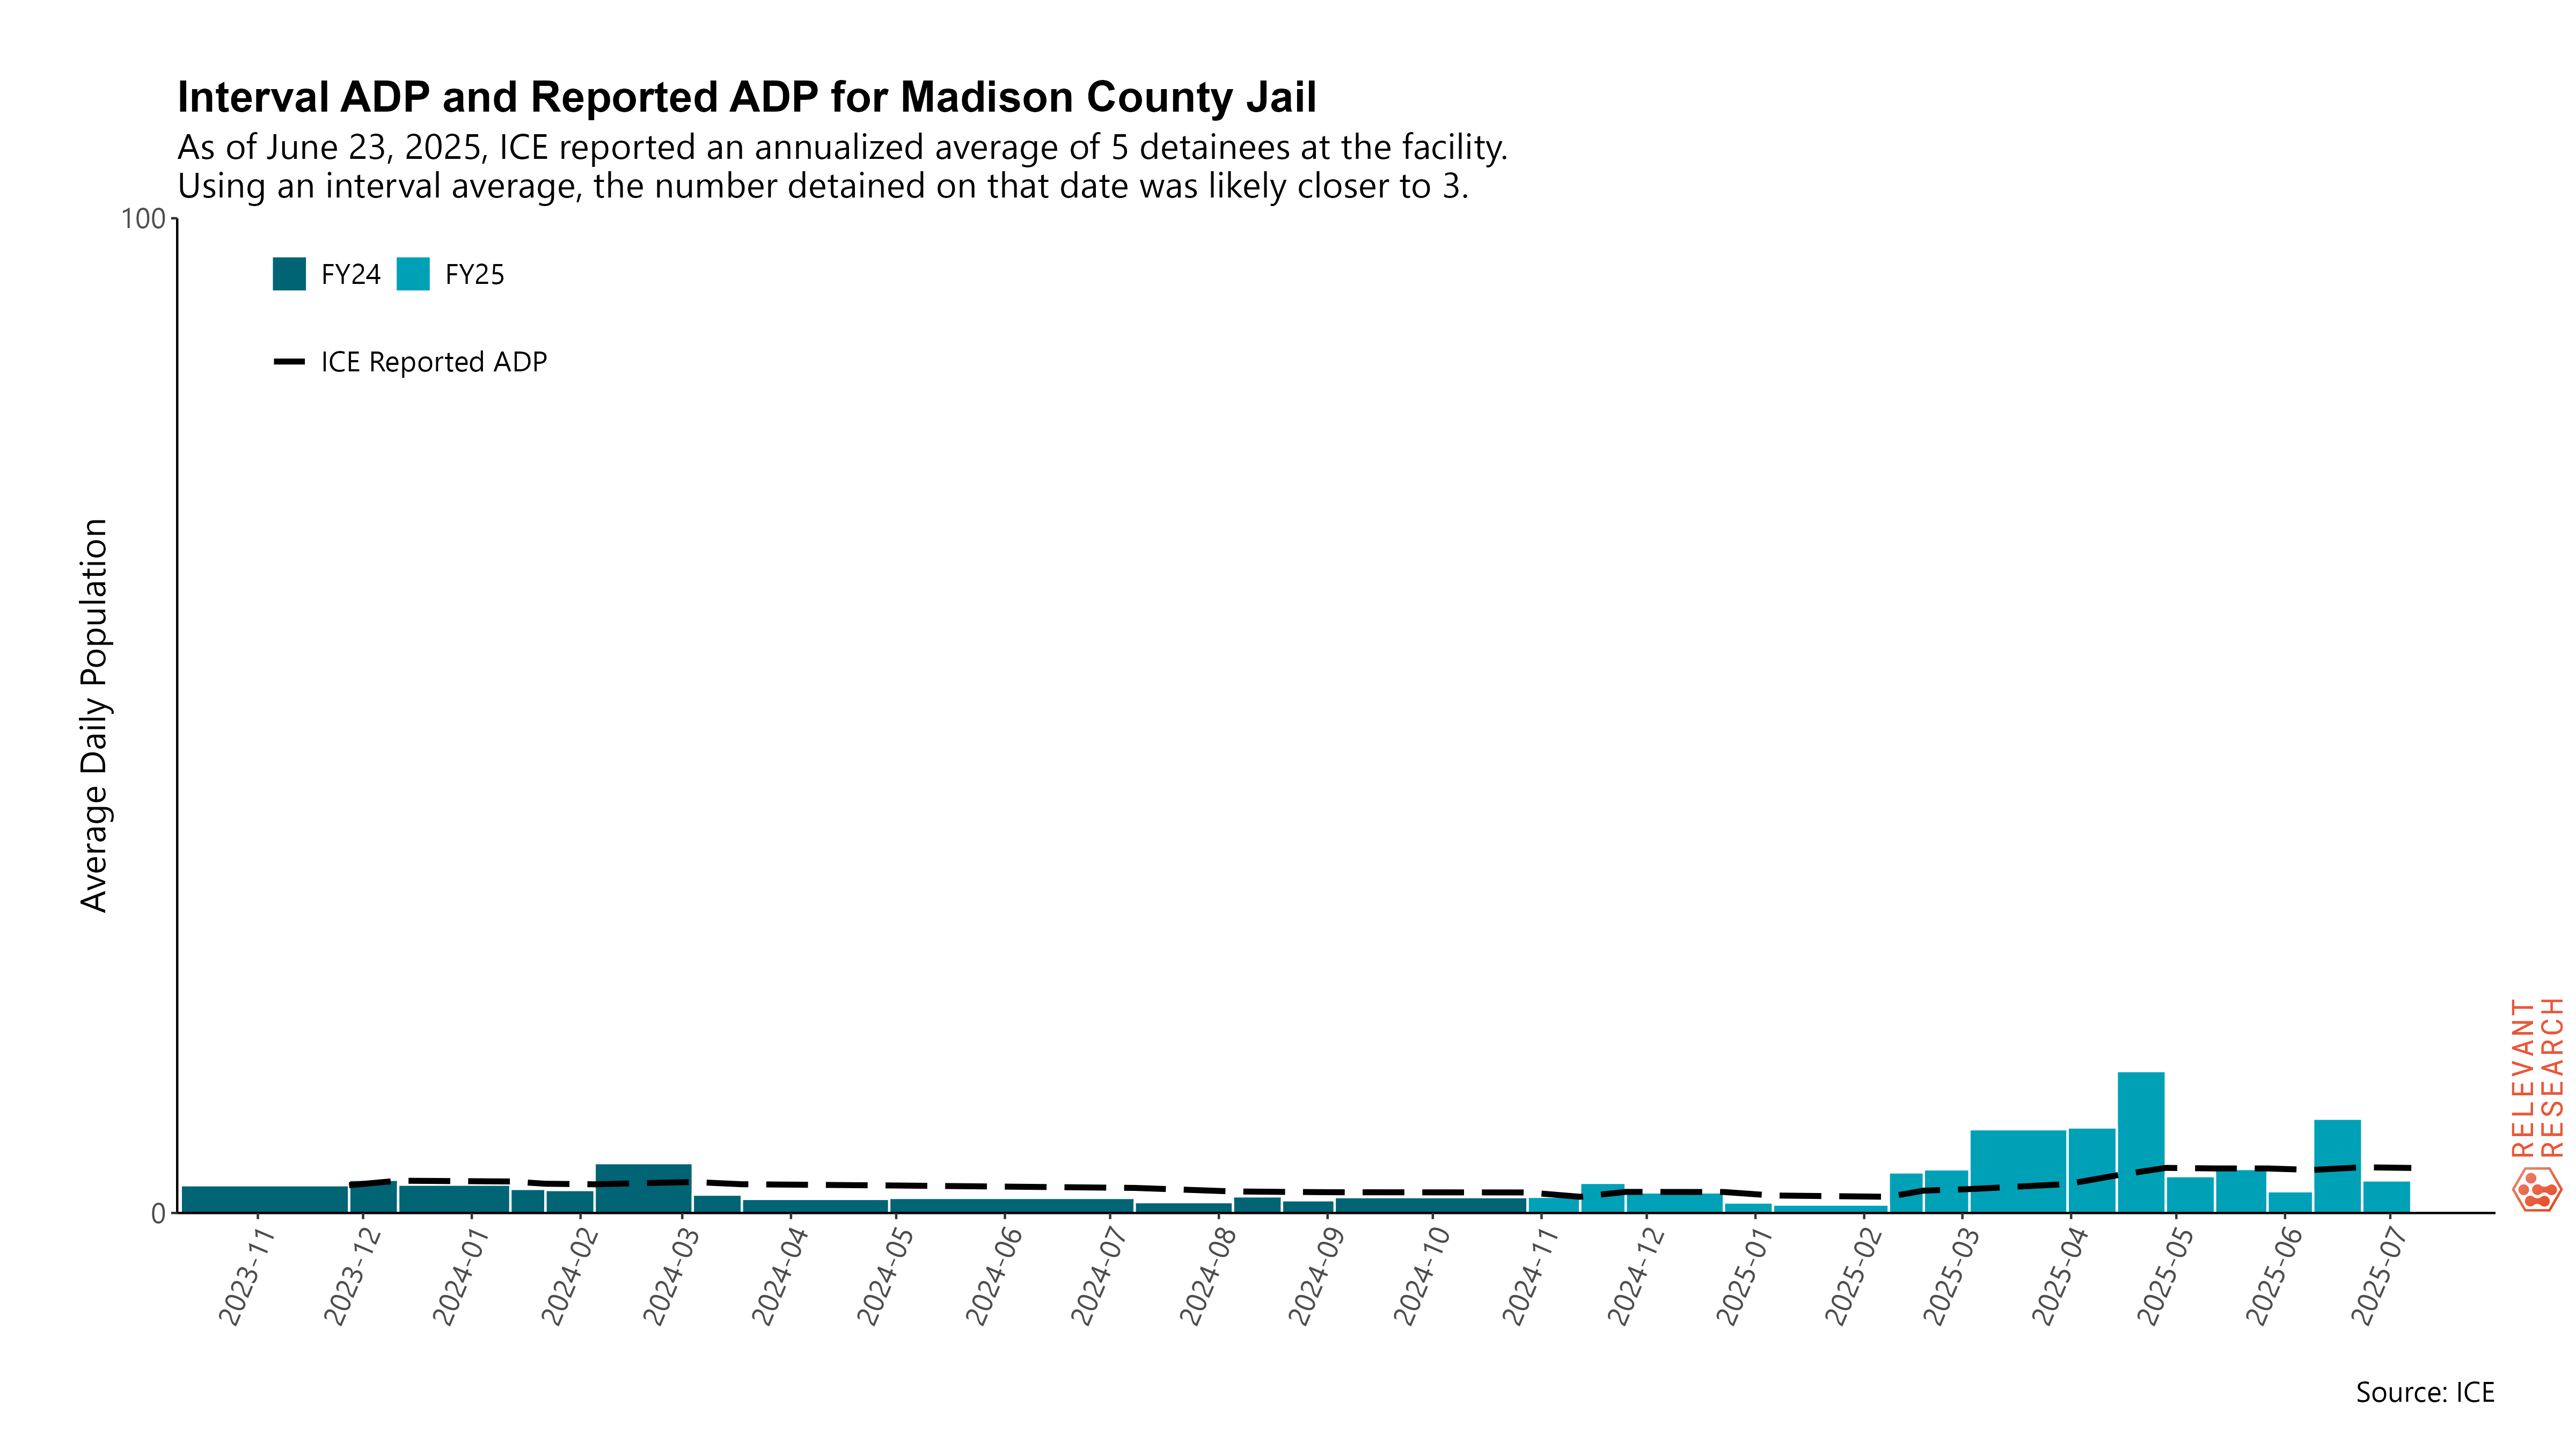 Interval ADP and Reported ADP for Madison County Jail
As of June 23, 2025, ICE reported an annualized average of 5 detainees at the facility.
Using an interval average, the number detained on that date was likely closer to 3.
100
FY24 FY25
ICE Reported ADP
Average Daily Population
0
2023-11
2023-12
2024-01
2024-02
2024-03
2024-04
2024-05
2024-06
2024-07
2024-08
2024-09
2024-10
2024-11
2024-12
2025-01
2025-02
2025-03
2025-04
2025-05
2025-06
2025-07
RELEVANT
RESEARCH
Source: ICE